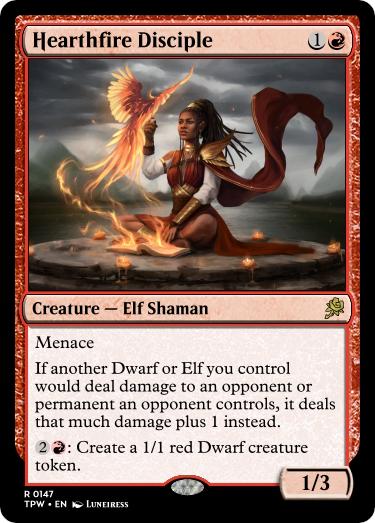 Hearthfire Disciple 1
Creature — Elf Shaman
Menace
If another Dwarf or Elf you control
would deal damage to an opponent or
permanent an opponent controls, it deals
that much damage plus 1 instead.
2 : Create a 1/1 red Dwarf creature
token.
1/3
R 0147
TPW • EN Luneiress